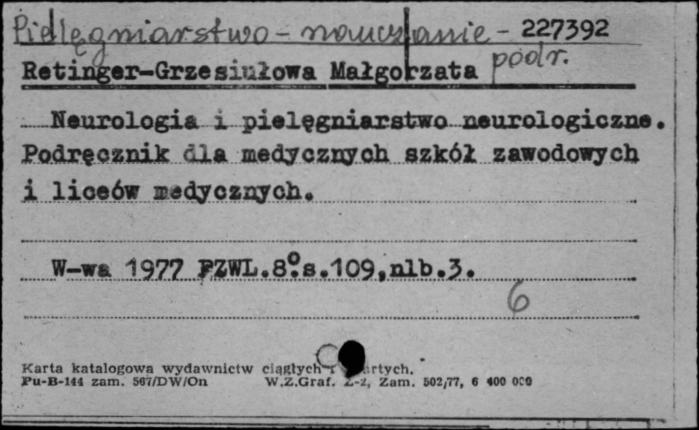 Pielęgniarstwo – nauczanie – 227392
podr.
Retinger-Grzesiułowa Małgorzata
Neurologia i pielęgniarstwo neurologiczne.
Podręcznik dla medycznych szkół zawodowych
i liceów medycznych.
W-wa 1977 PZWL.8°s.109,nlb.3.
6
Karta katalogowa wydawnictw ciągłych i
Pu-B-144 zam. 567/DW/On W.Z.Graf. Z-2, Zam. 502/77, 6 400 000